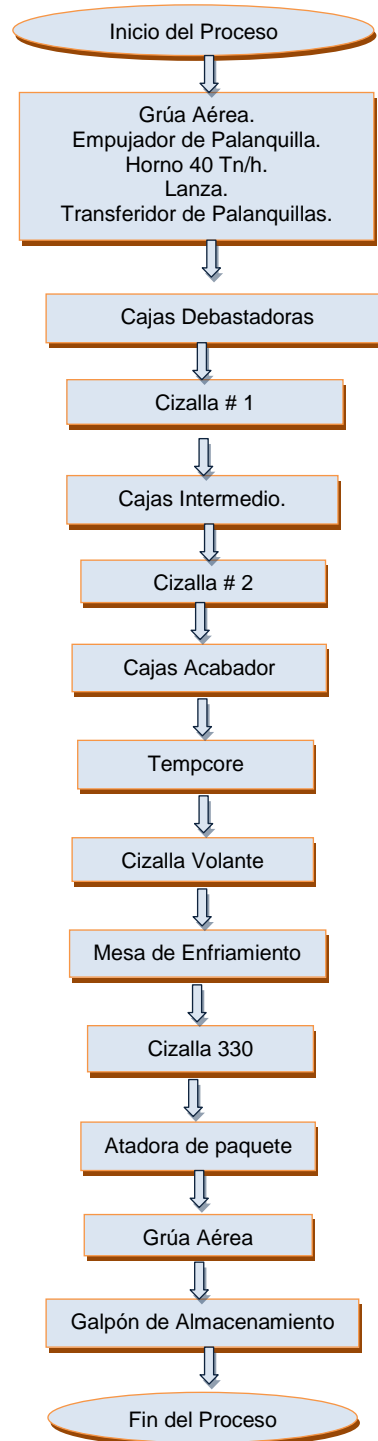 Inicio del Proceso
Grúa Aérea.
Empujador de Palanquilla.
Horno 40 Tn/h.
Lanza.
Transferidor de Palanquillas.
Cajas Debastadoras
Cizalla # 1
Cajas Intermedio.
Cizalla # 2
Cajas Acabador
Tempcore
Cizalla Volante
Mesa de Enfriamiento
Cizalla 330
Atadora de paquete
Grúa Aérea
Galpón de Almacenamiento
Fin del Proceso